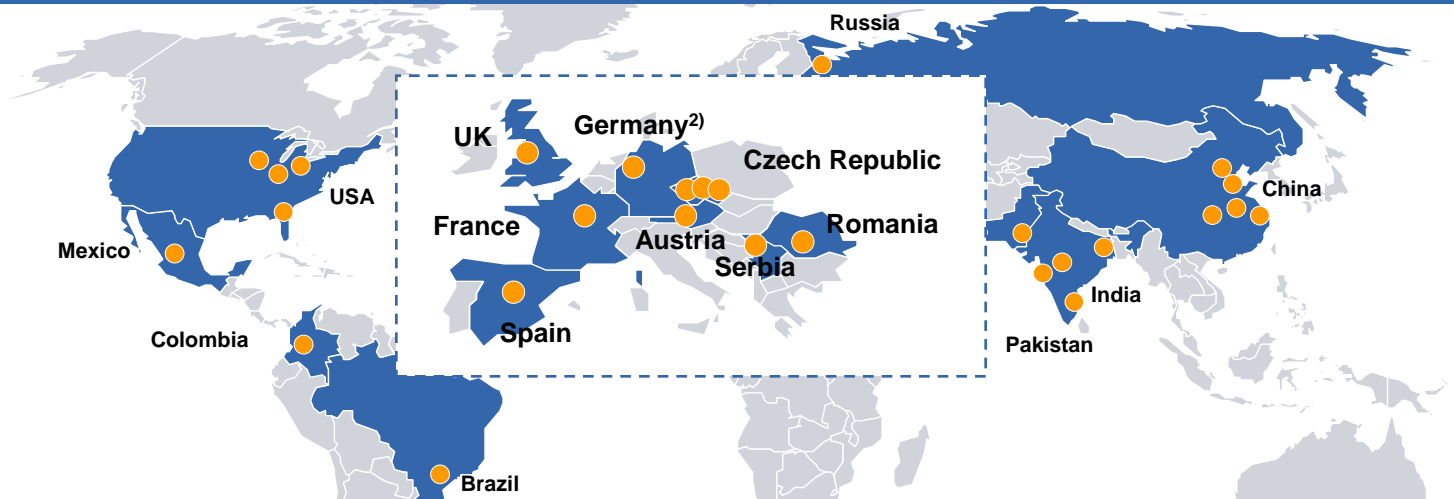 Russia
UK
Germany²⁾
Czech Republic
USA
China
France
Romania
Mexico
Austria
Serbia
India
Spain
Colombia
Pakistan
Brazil